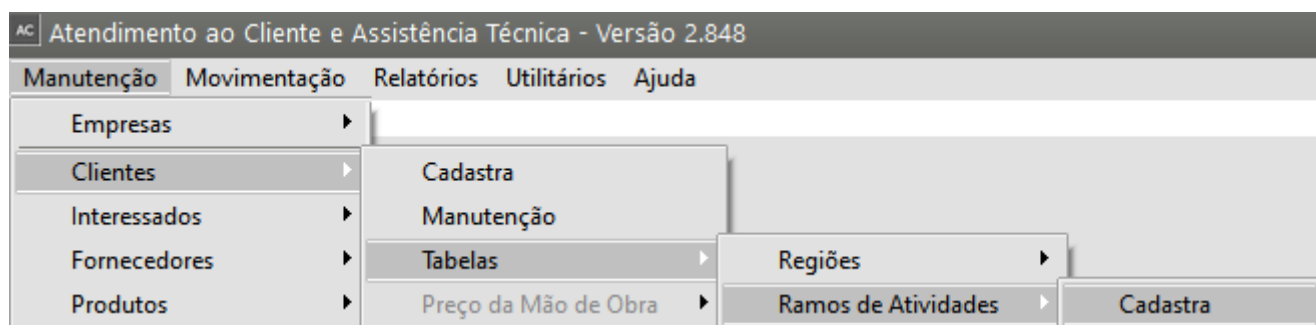 AC Atendimento ao Cliente e Assistência Técnica - Versão 2.848
Manutenção Movimentação Relatórios Utilitários Ajuda
Empresas
Clientes Cadastra
Interessados Manutenção
Fornecedores Tabelas Regiões
Produtos Preço da Mão de Obra Ramos de Atividades Cadastra